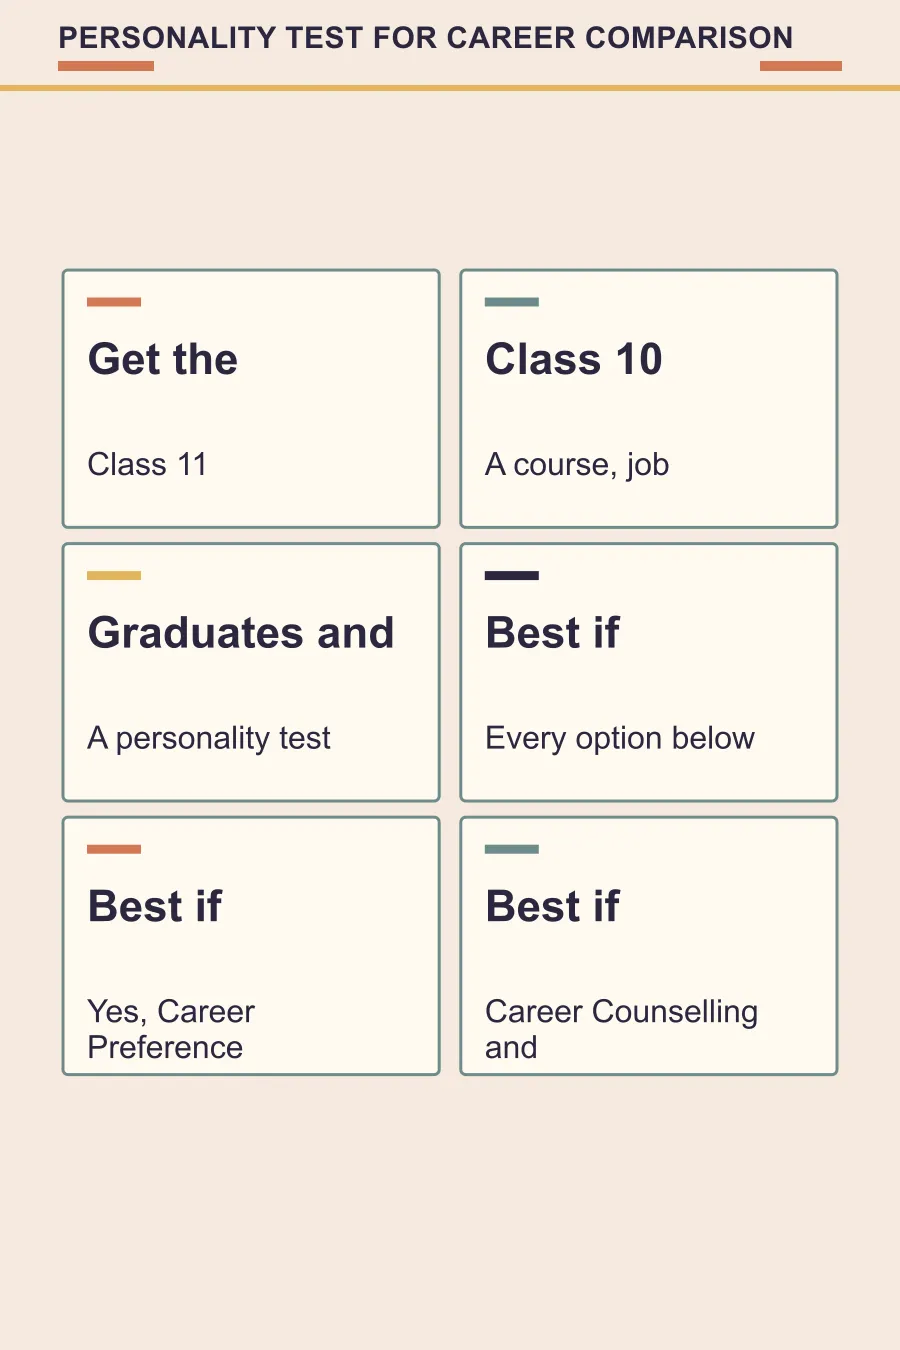 PERSONALITY TEST FOR CAREER COMPARISON
Get the
Class 11
Class 10
A course, job
Graduates and
A personality test
Best if
Every option below
Best if
Yes, Career
Preference
Best if
Career Counselling
and